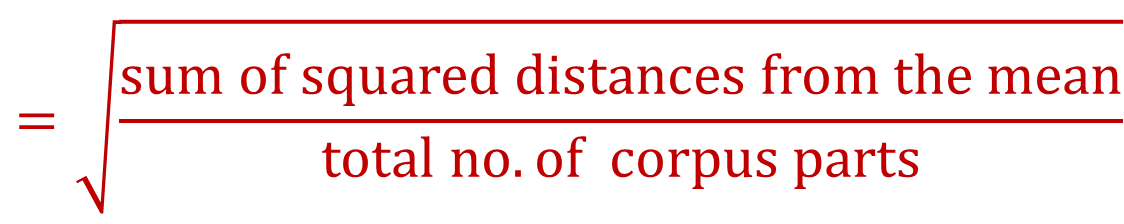 = √
sum of squared distances from the mean
total no. of corpus parts